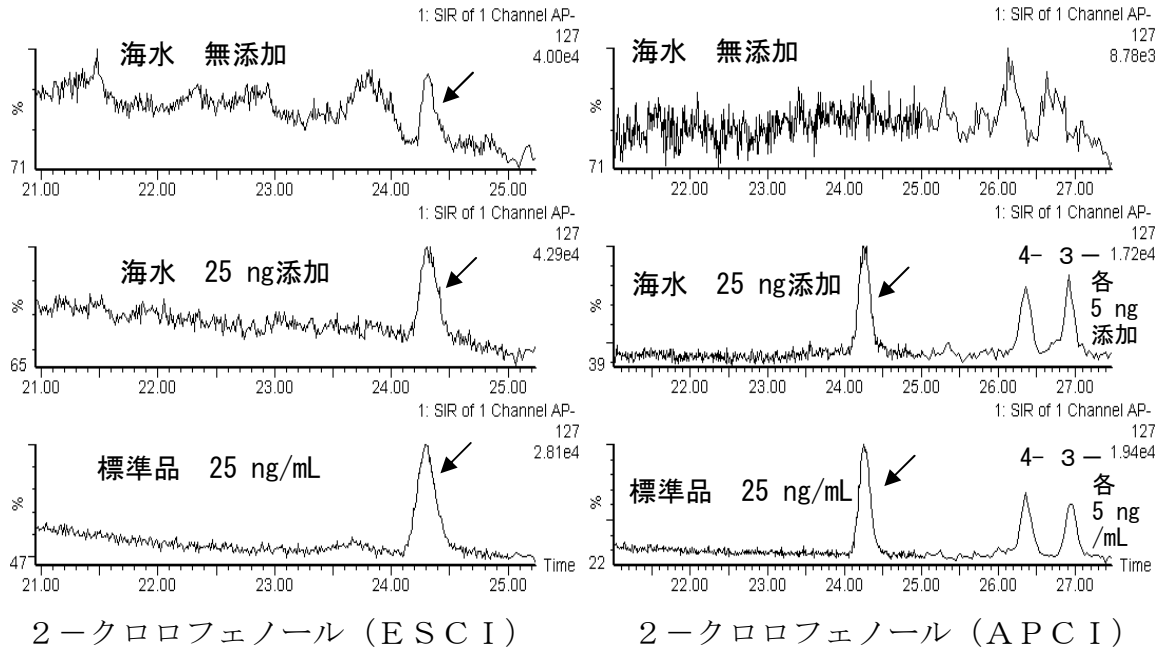 1: SIR of 1 Channel AP-
127
4.00e4
海水　無添加
%
71
21.00 22.00 23.00 24.00 25.00
1: SIR of 1 Channel AP-
127
4.29e4
海水　25 ng添加
%
65
21.00 22.00 23.00 24.00 25.00
1: SIR of 1 Channel AP-
127
2.81e4
標準品　25 ng/mL
%
47
Time
21.00 22.00 23.00 24.00 25.00
２－クロロフェノール（ＥＳＣＩ）
1: SIR of 1 Channel AP-
127
8.78e3
海水　無添加
%
71
22.00 23.00 24.00 25.00 26.00 27.00
1: SIR of 1 Channel AP-
127
1.72e4
海水　25 ng添加
4-　３－
各
5 ng
添加
%
39
22.00 23.00 24.00 25.00 26.00 27.00
1: SIR of 1 Channel AP-
127
1.94e4
標準品　25 ng/mL
4-　３－
各
5 ng
/mL
%
22
Time
22.00 23.00 24.00 25.00 26.00 27.00
２－クロロフェノール（ＡＰＣＩ）